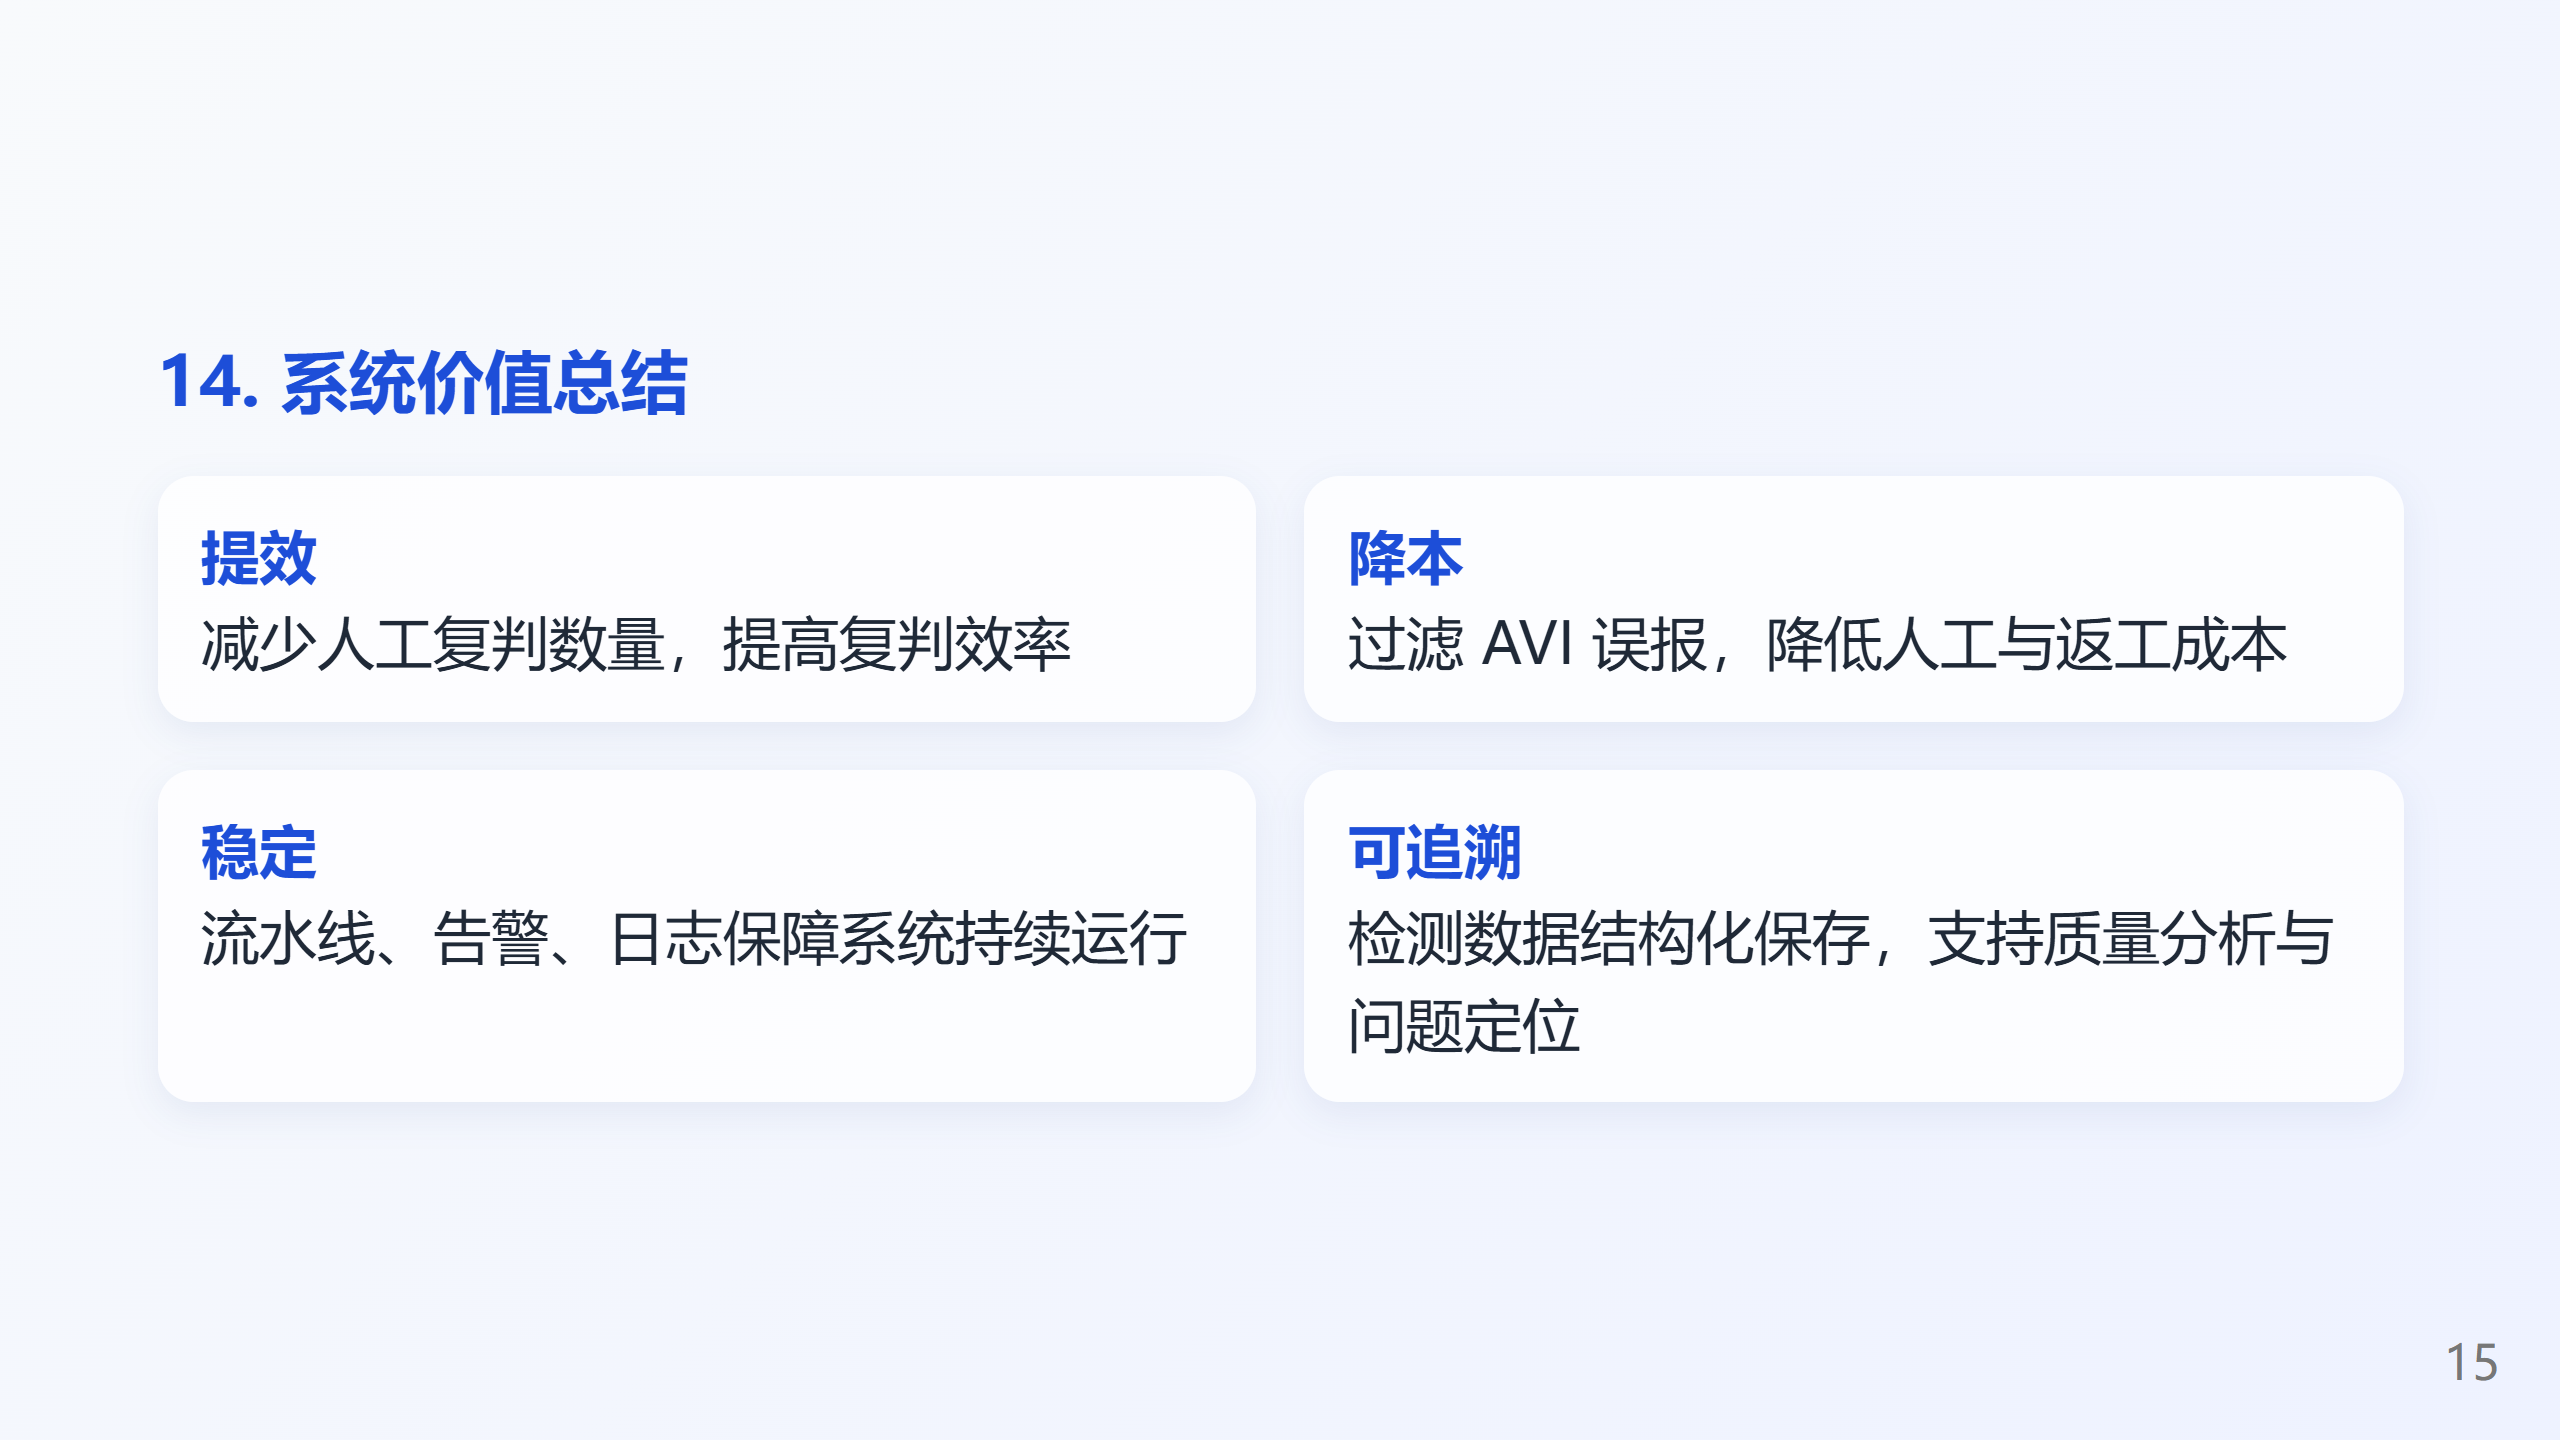 14. 系统价值总结
提效
减少人工复判数量，提高复判效率
降本
过滤 AVI 误报，降低人工与返工成本
稳定
流水线、告警、日志保障系统持续运行
可追溯
检测数据结构化保存，支持质量分析与
问题定位
15